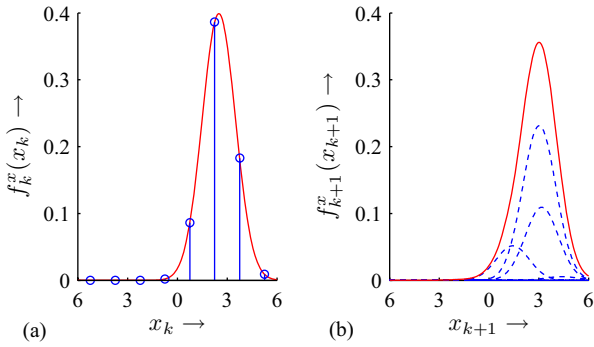 0.4
0.3
0.2
0.1
0
6 3 0 3 6
f_k^x(x_k) →
x_k →
(a)
0.4
0.3
0.2
0.1
0
6 3 0 3 6
f_{k+1}^x(x_{k+1}) →
x_{k+1} →
(b)